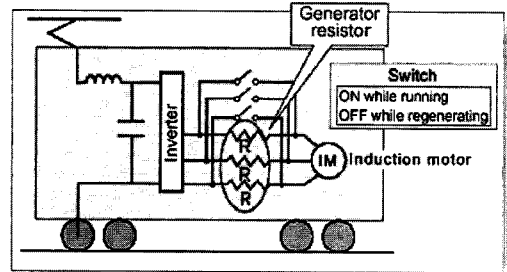 Generator
resistor
Switch
ON while running
OFF while regenerating
Inverter
R
R
R
IM
Induction motor